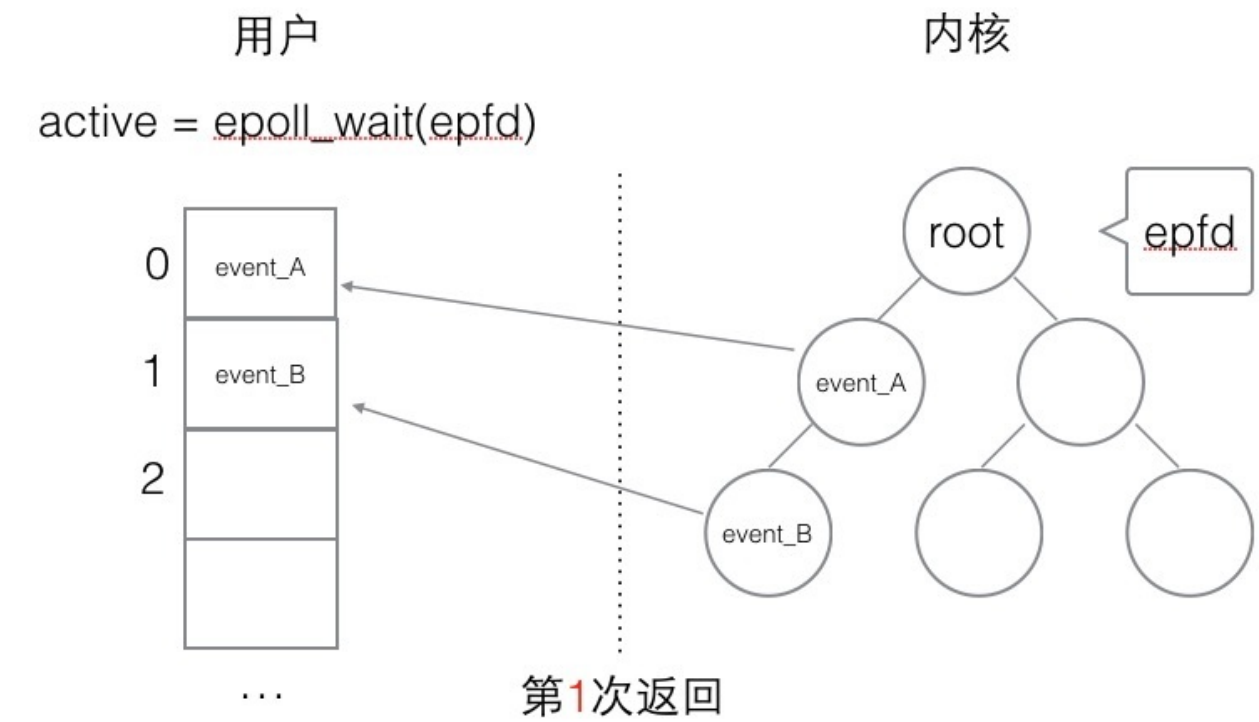 用户
内核
active = epoll_wait(epfd)
root
epfd
0
event_A
1
event_B
event_A
2
event_B
...
第1次返回